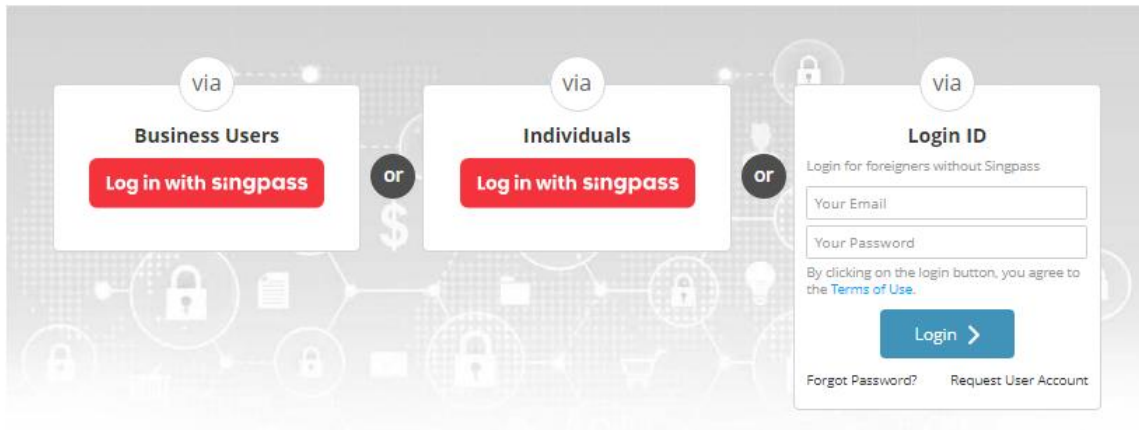 via
Business Users
Log in with singpass
or
via
Individuals
Log in with singpass
or
via
Login ID
Login for foreigners without Singpass
Your Email
Your Password
By clicking on the login button, you agree to
the Terms of Use.
Login
Forgot Password? Request User Account
$